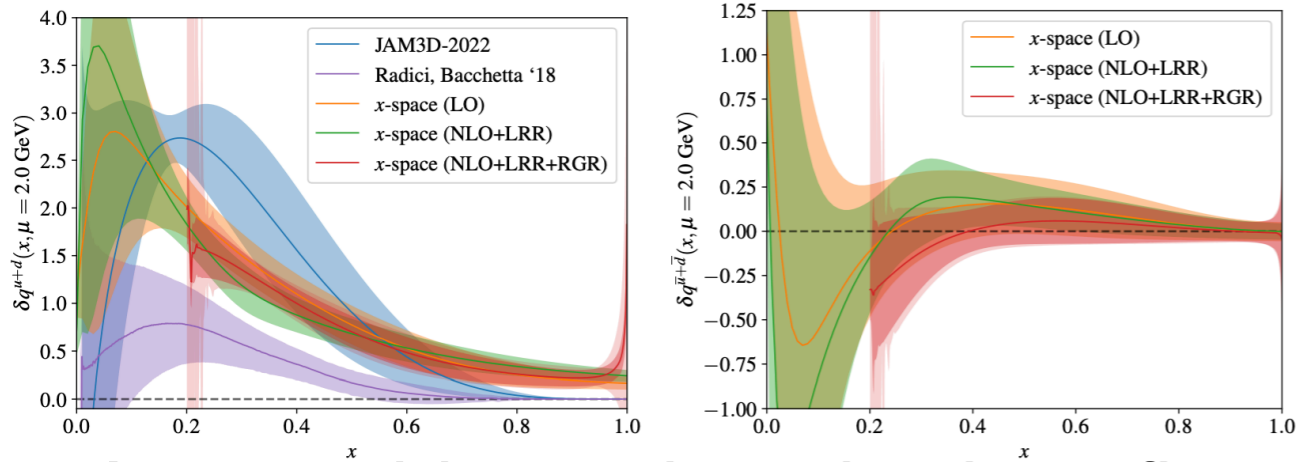 4.0
3.5
3.0
2.5
2.0
1.5
1.0
0.5
0.0
δq^{u+d}(x, μ = 2.0 GeV)
JAM3D-2022
Radici, Bacchetta ‘18
x-space (LO)
x-space (NLO+LRR)
x-space (NLO+LRR+RGR)
0.0 0.2 0.4 0.6 0.8 1.0
x
1.25
1.00
0.75
0.50
0.25
0.00
−0.25
−0.50
−0.75
−1.00
δq^{ū+d̄}(x, μ = 2.0 GeV)
x-space (LO)
x-space (NLO+LRR)
x-space (NLO+LRR+RGR)
0.0 0.2 0.4 0.6 0.8 1.0
x